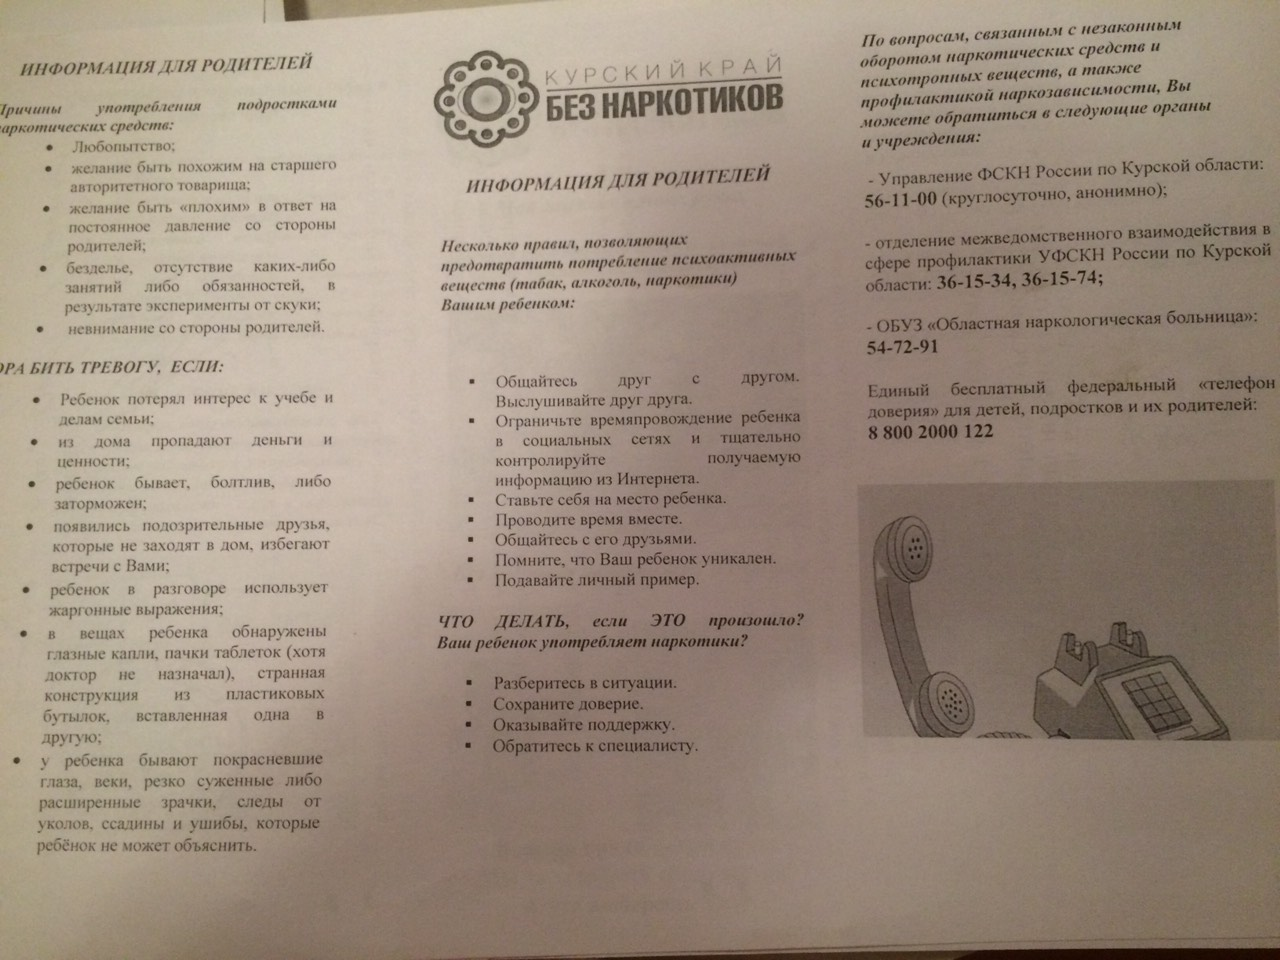 ИНФОРМАЦИЯ ДЛЯ РОДИТЕЛЕЙ
Причины употребления подростками
наркотических средств:
• Любопытство;
• желание быть похожим на старшего
авторитетного товарища;
• желание быть «плохим» в ответ на
постоянное давление со стороны
родителей;
• безделье, отсутствие каких-либо
занятий либо обязанностей, в
результате эксперименты от скуки;
• невнимание со стороны родителей.
ОРА БИТЬ ТРЕВОГУ, ЕСЛИ:
• Ребенок потерял интерес к учебе и
делам семьи;
• из дома пропадают деньги и
ценности;
• ребенок бывает, болтлив, либо
заторможен;
• появились подозрительные друзья,
которые не заходят в дом, избегают
встречи с Вами;
• ребенок в разговоре использует
жаргонные выражения;
• в вещах ребенка обнаружены
глазные капли, пачки таблеток (хотя
доктор не назначал), странная
конструкция из пластиковых
бутылок, вставленная одна в
другую;
• у ребенка бывают покрасневшие
глаза, веки, резко суженные либо
расширенные зрачки, следы от
уколов, ссадины и ушибы, которые
ребёнок не может объяснить.
КУРСКИЙ КРАЙ
БЕЗ НАРКОТИКОВ
ИНФОРМАЦИЯ ДЛЯ РОДИТЕЛЕЙ
Несколько правил, позволяющих
предотвратить потребление психоактивных
веществ (табак, алкоголь, наркотики)
Вашим ребенком:
▪ Общайтесь друг с другом.
Выслушивайте друг друга.
▪ Ограничьте времяпровождение ребенка
в социальных сетях и тщательно
контролируйте получаемую
информацию из Интернета.
▪ Ставьте себя на место ребенка.
▪ Проводите время вместе.
▪ Общайтесь с его друзьями.
▪ Помните, что Ваш ребенок уникален.
▪ Подавайте личный пример.
ЧТО ДЕЛАТЬ, если ЭТО произошло?
Ваш ребенок употребляет наркотики?
▪ Разберитесь в ситуации.
▪ Сохраните доверие.
▪ Оказывайте поддержку.
▪ Обратитесь к специалисту.
По вопросам, связанным с незаконным
оборотом наркотических средств и
психотропных веществ, а также
профилактикой наркозависимости, Вы
можете обратиться в следующие органы
и учреждения:
- Управление ФСКН России по Курской области:
56-11-00 (круглосуточно, анонимно);
- отделение межведомственного взаимодействия в
сфере профилактики УФСКН России по Курской
области: 36-15-34, 36-15-74;
- ОБУЗ «Областная наркологическая больница»:
54-72-91
Единый бесплатный федеральный «телефон
доверия» для детей, подростков и их родителей:
8 800 2000 122